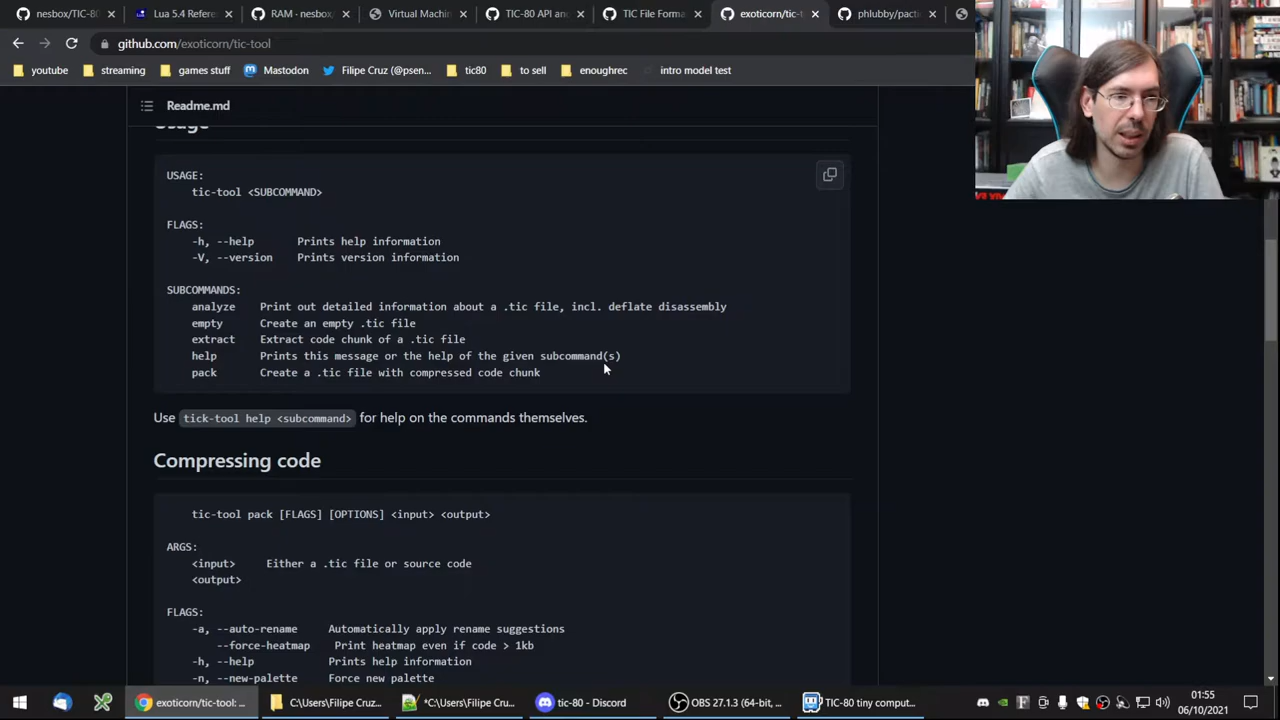 nesbox/TIC-80
Lua 5.4 Refere
RAM · nesbox/
Virtual Machin
TIC-80 API an
TIC File Forma
exoticorn/tic-
phlubby/pacti
github.com/exoticorn/tic-tool
youtube
streaming
games stuff
Mastodon
Filipe Cruz (@psen...
tic80
to sell
enoughrec
intro model test
Readme.md
Usage
USAGE:
tic-tool <SUBCOMMAND>
FLAGS:
-h, --help Prints help information
-V, --version Prints version information
SUBCOMMANDS:
analyze Print out detailed information about a .tic file, incl. deflate disassembly
empty Create an empty .tic file
extract Extract code chunk of a .tic file
help Prints this message or the help of the given subcommand(s)
pack Create a .tic file with compressed code chunk
Use tick-tool help <subcommand> for help on the commands themselves.
Compressing code
tic-tool pack [FLAGS] [OPTIONS] <input> <output>
ARGS:
<input> Either a .tic file or source code
<output>
FLAGS:
-a, --auto-rename Automatically apply rename suggestions
--force-heatmap Print heatmap even if code > 1kb
-h, --help Prints help information
-n, --new-palette Force new palette
exoticorn/tic-tool: ...
C:\Users\Filipe Cruz...
*C:\Users\Filipe Cruz...
tic-80 - Discord
OBS 27.1.3 (64-bit, ...
TIC-80 tiny comput...
01:55
06/10/2021